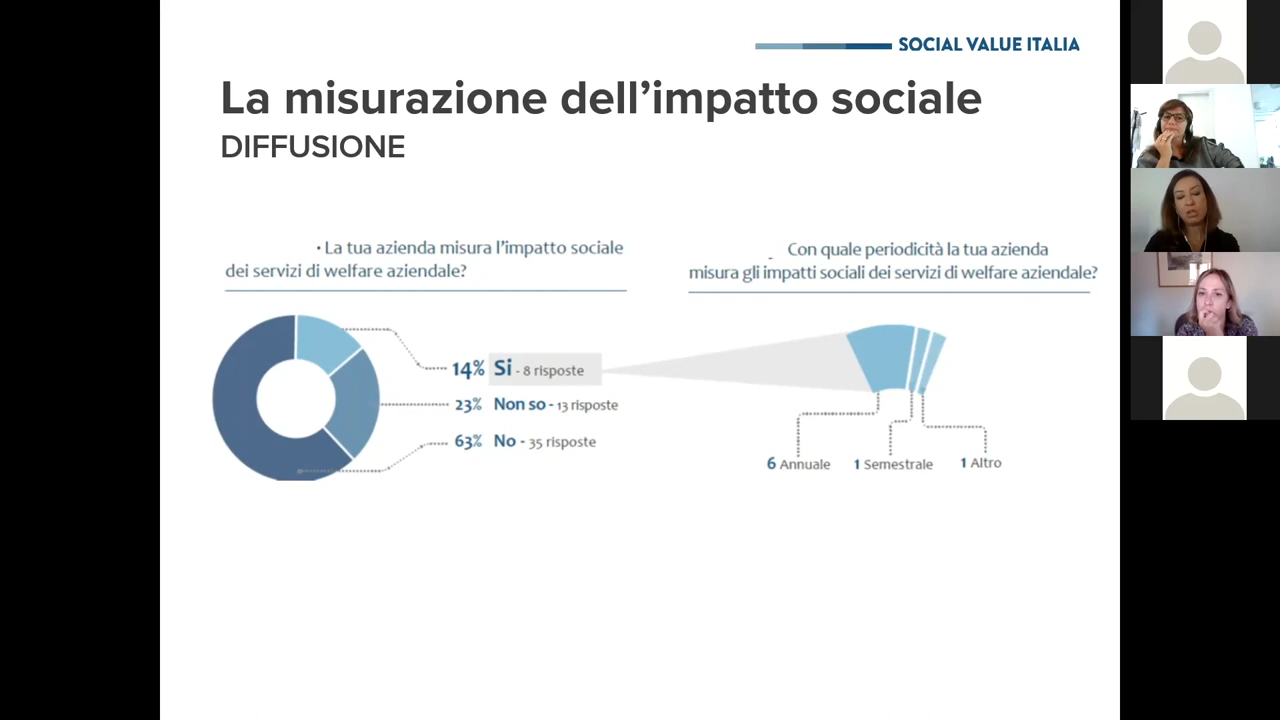 SOCIAL VALUE ITALIA
La misurazione dell’impatto sociale
DIFFUSIONE
· La tua azienda misura l’impatto sociale
dei servizi di welfare aziendale?
14% Si - 8 risposte
23% Non so - 13 risposte
63% No - 35 risposte
Con quale periodicità la tua azienda
misura gli impatti sociali dei servizi di welfare aziendale?
6 Annuale 1 Semestrale 1 Altro